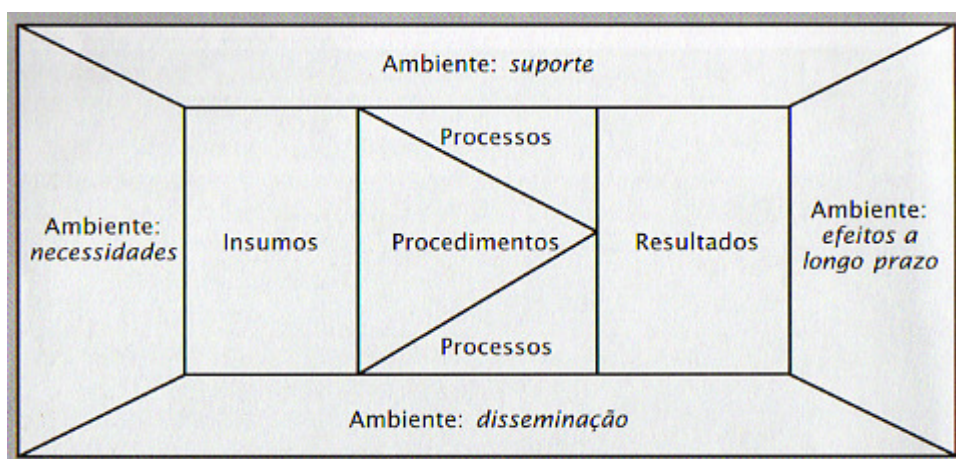 Ambiente: suporte
Processos
Ambiente:
necessidades
Insumos
Procedimentos
Resultados
Ambiente:
efeitos a
longo prazo
Processos
Ambiente: disseminação